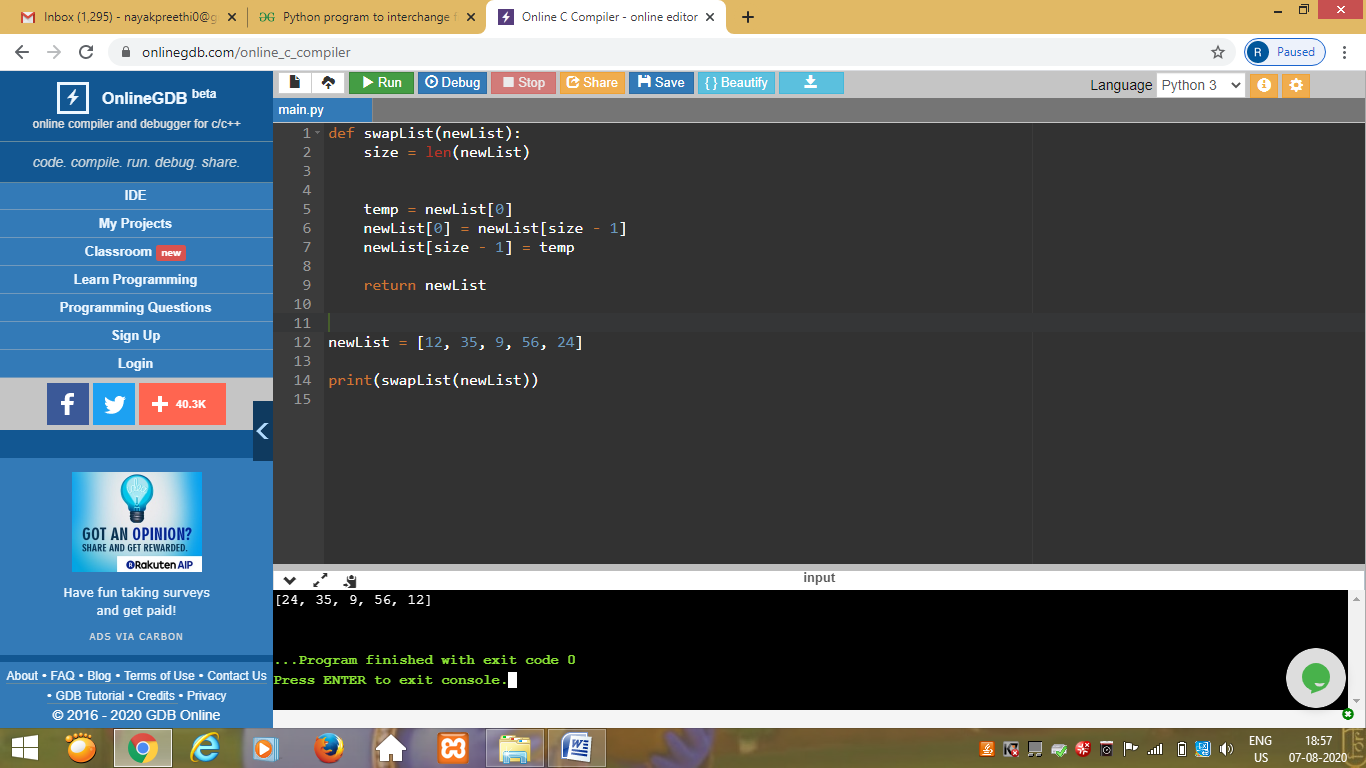 Inbox (1,295) - nayakpreethi0@g
Python program to interchange f
Online C Compiler - online editor
onlinegdb.com/online_c_compiler
R Paused
OnlineGDB beta
online compiler and debugger for c/c++
code. compile. run. debug. share.
IDE
My Projects
Classroom new
Learn Programming
Programming Questions
Sign Up
Login
40.3K
GOT AN OPINION?
SHARE AND GET REWARDED.
Rakuten AIP
Have fun taking surveys
and get paid!
ADS VIA CARBON
About • FAQ • Blog • Terms of Use • Contact Us
• GDB Tutorial • Credits • Privacy
© 2016 - 2020 GDB Online
Run Debug Stop Share Save { } Beautify
Language Python 3
main.py
1 def swapList(newList):
2     size = len(newList)
3
4
5     temp = newList[0]
6     newList[0] = newList[size - 1]
7     newList[size - 1] = temp
8
9     return newList
10
11
12 newList = [12, 35, 9, 56, 24]
13
14 print(swapList(newList))
15
input
[24, 35, 9, 56, 12]
...Program finished with exit code 0
Press ENTER to exit console.
ENG
US
18:57
07-08-2020